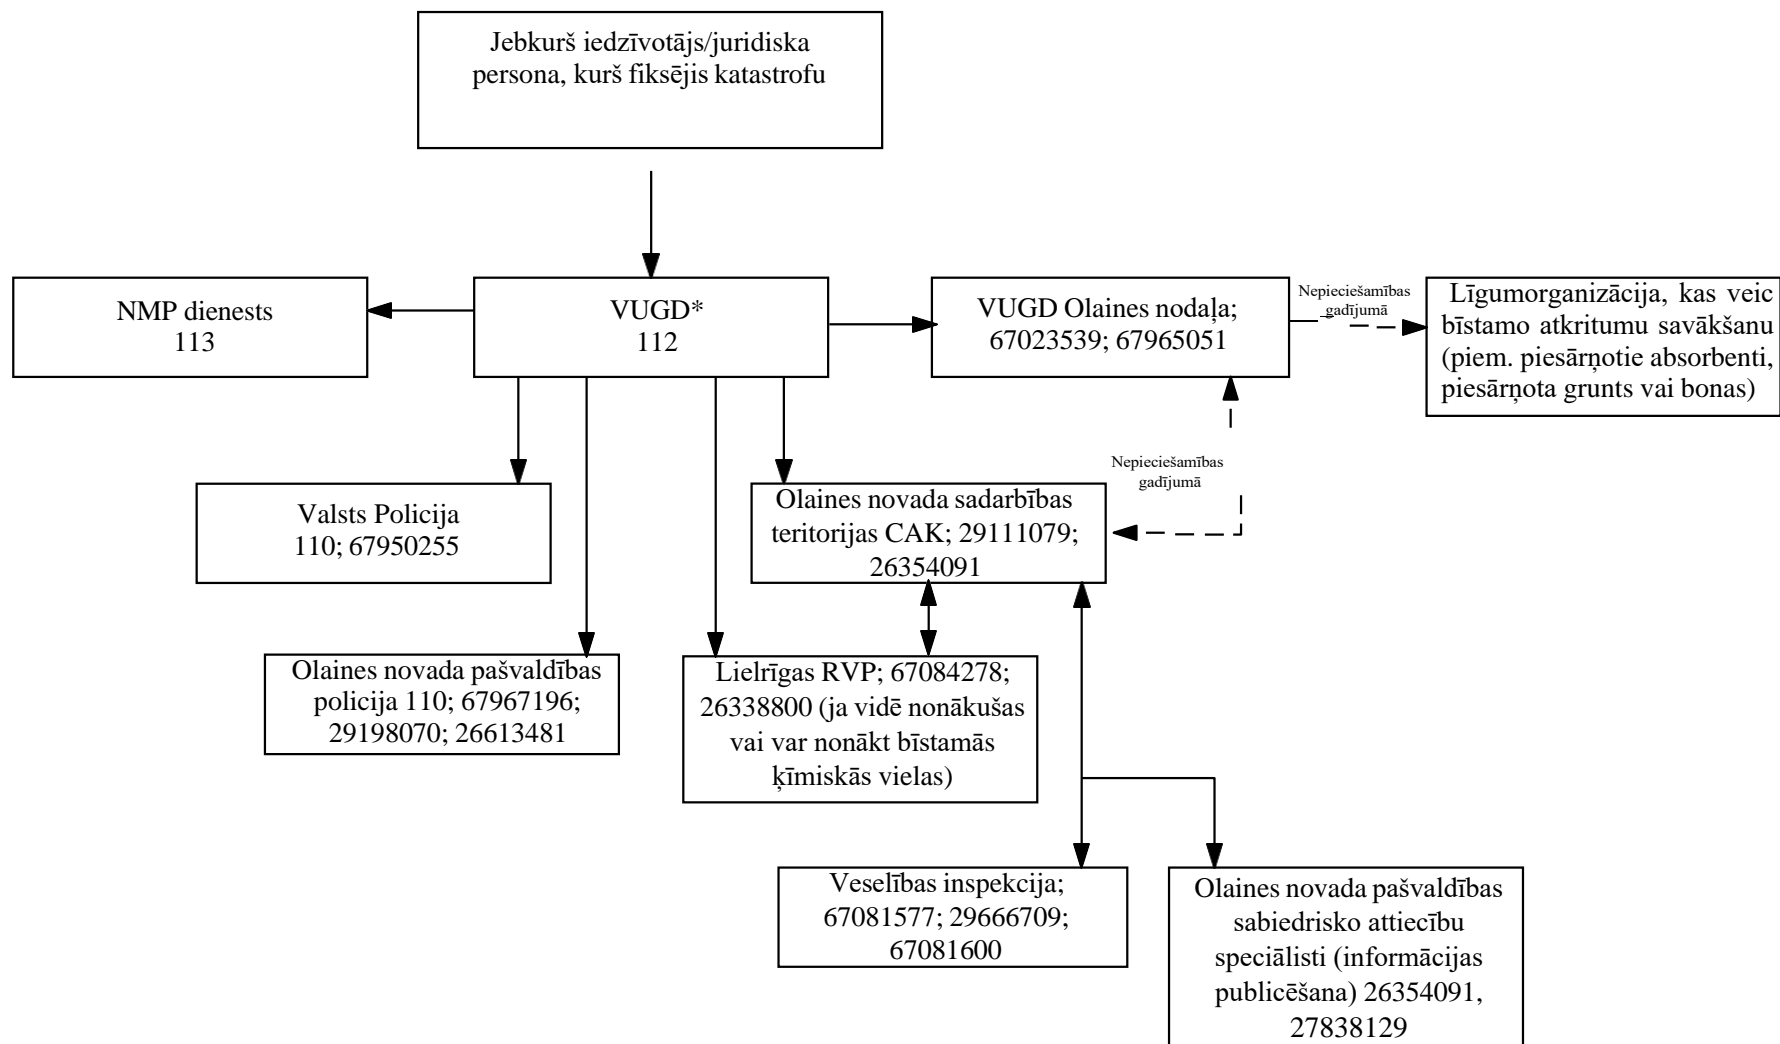 Jebkurš iedzīvotājs/juridiska
persona, kurš fiksējis katastrofu
NMP dienests
113
VUGD*
112
VUGD Olaines nodaļa;
67023539; 67965051
Nepieciešamības
gadījumā
Līgumorganizācija, kas veic
bīstamo atkritumu savākšanu
(piem. piesārņotie absorbenti,
piesārņota grunts vai bonas)
Valsts Policija
110; 67950255
Olaines novada sadarbības
teritorijas CAK; 29111079;
26354091
Nepieciešamības
gadījumā
Olaines novada pašvaldības
policija 110; 67967196;
29198070; 26613481
Lielrīgas RVP; 67084278;
26338800 (ja vidē nonākušas
vai var nonākt bīstamās
ķīmiskās vielas)
Veselības inspekcija;
67081577; 29666709;
67081600
Olaines novada pašvaldības
sabiedrisko attiecību
speciālisti (informācijas
publicēšana) 26354091,
27838129